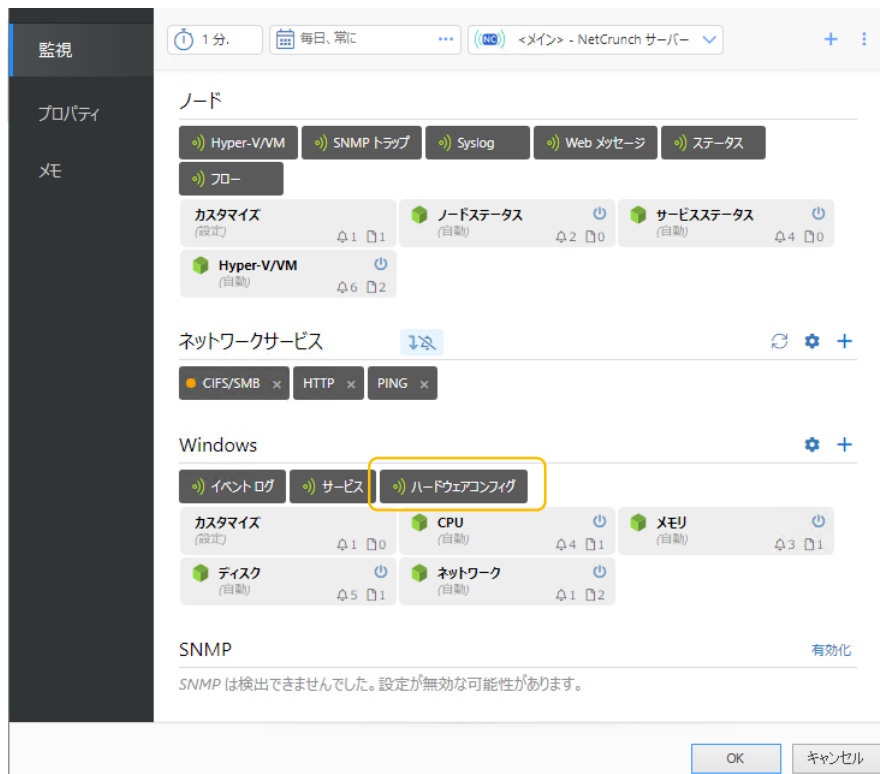 監視
プロパティ
メモ
1 分.
毎日、常に
<メイン> - NetCrunch サーバー
ノード
Hyper-V/VM SNMP トラップ Syslog Web メッセージ ステータス
フロー
カスタマイズ ノードステータス サービスステータス
(設定) (自動) (自動)
1 1 2 0 4 0
Hyper-V/VM
(自動)
6 2
ネットワークサービス
CIFS/SMB × HTTP × PING ×
Windows
イベント ログ サービス ハードウェアコンフィグ
カスタマイズ CPU メモリ
(設定) (自動) (自動)
1 0 4 1 3 1
ディスク ネットワーク
(自動) (自動)
5 1 1 2
SNMP 有効化
SNMP は検出できませんでした。設定が無効な可能性があります。
OK キャンセル